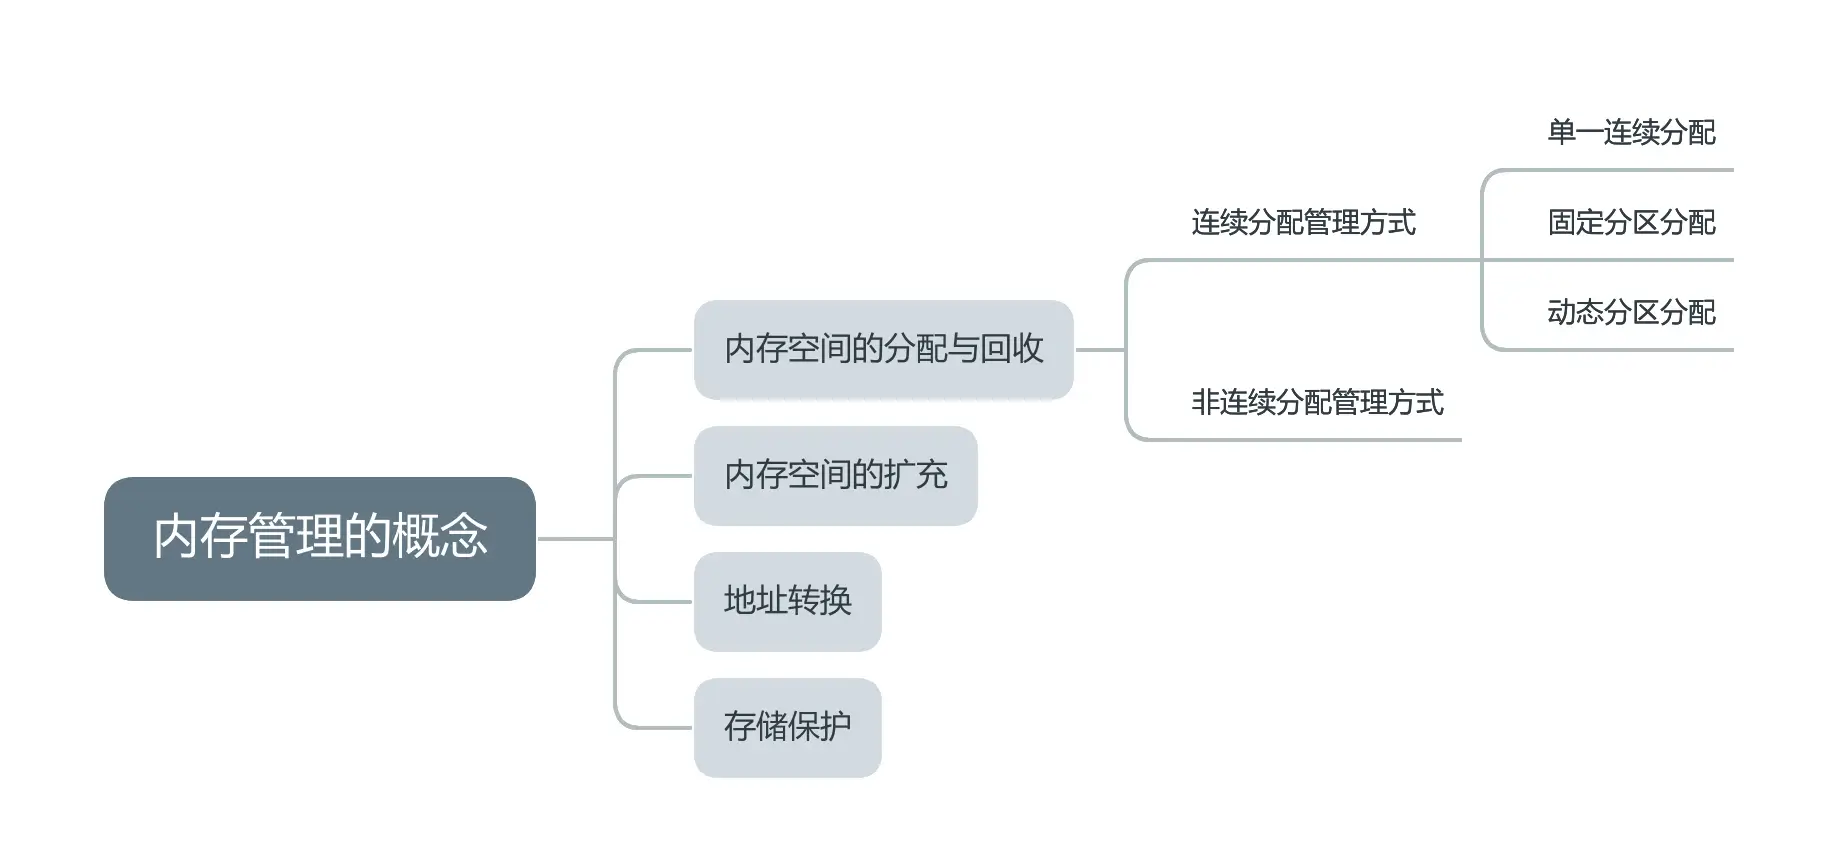 内存管理的概念
内存空间的分配与回收
连续分配管理方式
单一连续分配
固定分区分配
动态分区分配
非连续分配管理方式
内存空间的扩充
地址转换
存储保护